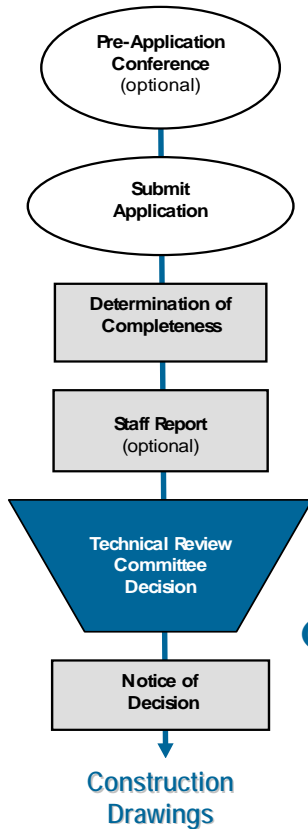 Pre-Application
Conference
(optional)
Submit
Application
Determination of
Completeness
Staff Report
(optional)
Technical Review
Committee
Decision
Notice of
Decision
Construction
Drawings